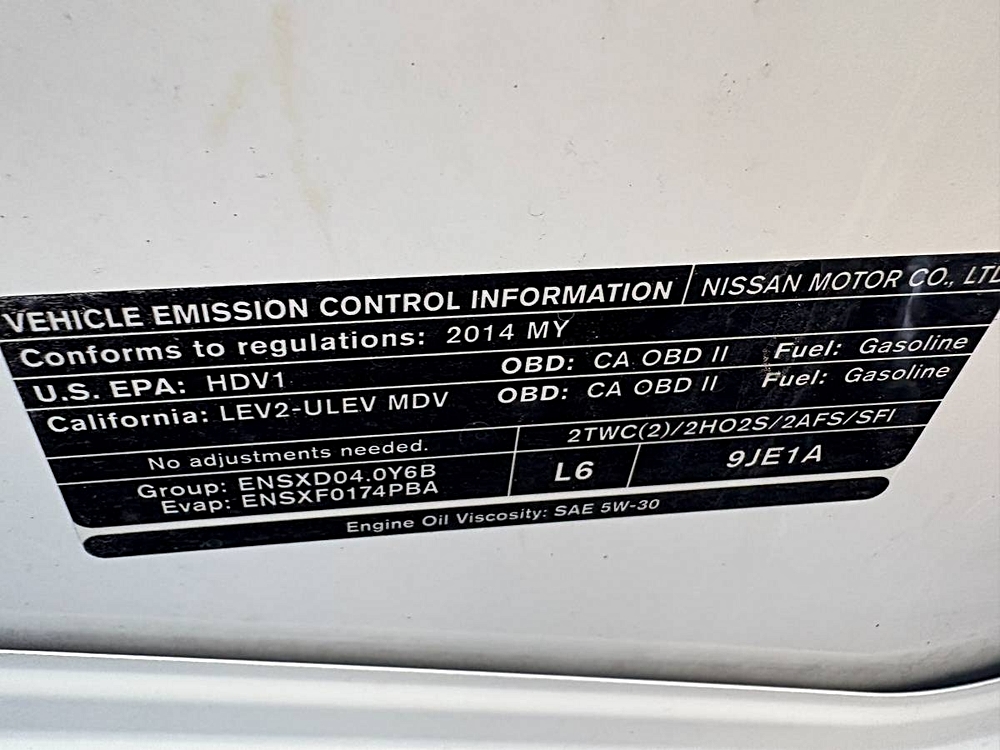 VEHICLE EMISSION CONTROL INFORMATION NISSAN MOTOR CO., LTD
Conforms to regulations: 2014 MY
U.S. EPA: HDV1 OBD: CA OBD II Fuel: Gasoline
California: LEV2-ULEV MDV OBD: CA OBD II Fuel: Gasoline
No adjustments needed. 2TWC(2)/2HO2S/2AFS/SFI
Group: ENSXD04.0Y6B L6 9JE1A
Evap: ENSXF0174PBA
Engine Oil Viscosity: SAE 5W-30